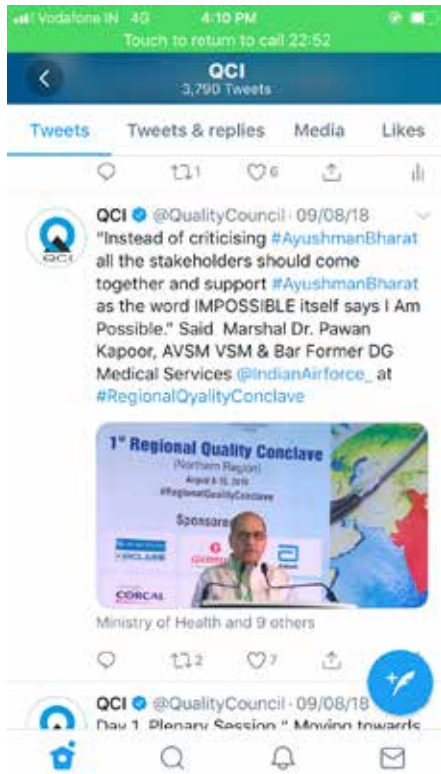 Vodafone IN 4G 4:10 PM
Touch to return to call 22:52
QCI
3,790 Tweets
Tweets Tweets & replies Media Likes
1 6
QCI @QualityCouncil · 09/08/18
"Instead of criticising #AyushmanBharat
all the stakeholders should come
together and support #AyushmanBharat
as the word IMPOSSIBLE itself says I Am
Possible." Said Marshal Dr. Pawan
Kapoor, AVSM VSM & Bar Former DG
Medical Services @IndianAirforce_ at
#RegionalQyalityConclave
QCI
1st Regional Quality Conclave
(Northern Region)
#RegionalQualityConclave
Sponsare
CORCAL
Ministry of Health and 9 others
2 7
QCI @QualityCouncil · 09/08/18
Day 1 Plenary Session " Moving towards